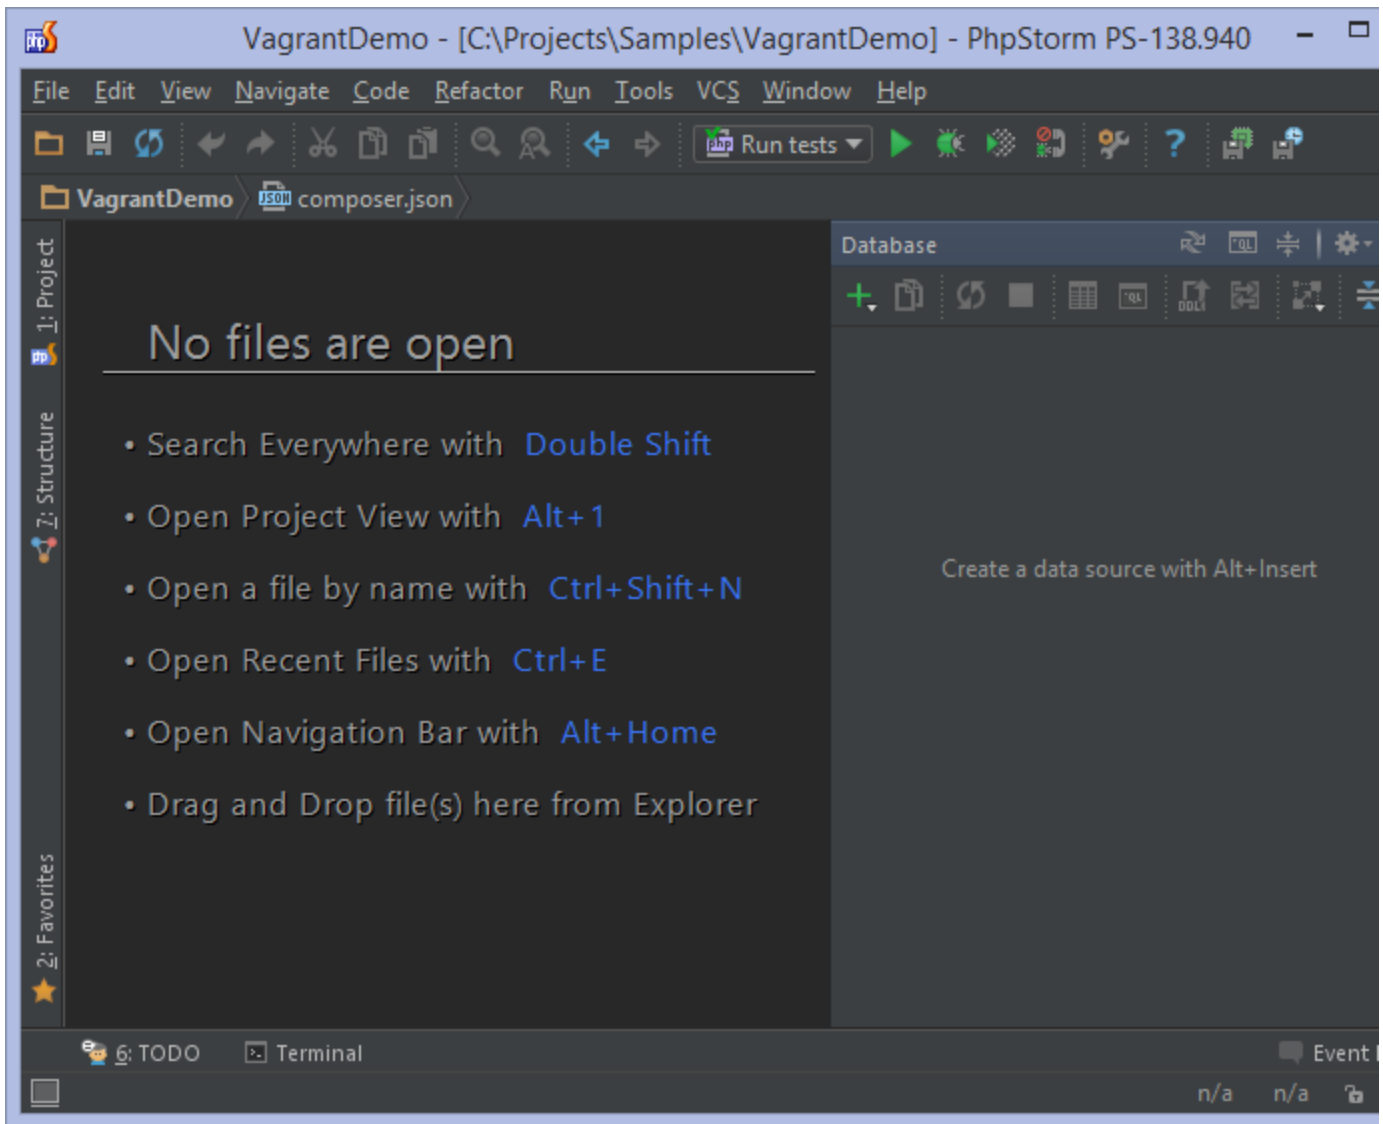 VagrantDemo - [C:\Projects\Samples\VagrantDemo] - PhpStorm PS-138.940
File Edit View Navigate Code Refactor Run Tools VCS Window Help
Run tests
VagrantDemo composer.json
1: Project
7: Structure
2: Favorites
No files are open
• Search Everywhere with Double Shift
• Open Project View with Alt+1
• Open a file by name with Ctrl+Shift+N
• Open Recent Files with Ctrl+E
• Open Navigation Bar with Alt+Home
• Drag and Drop file(s) here from Explorer
Database
Create a data source with Alt+Insert
6: TODO Terminal Event
n/a n/a